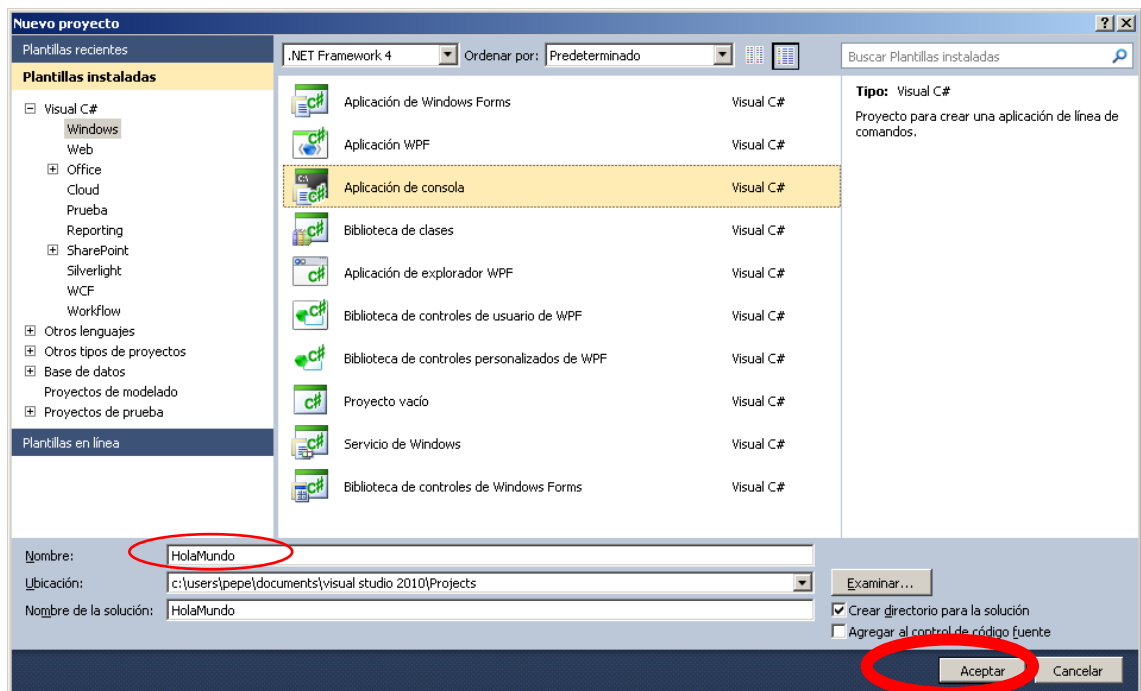 Nuevo proyecto
Plantillas recientes
Plantillas instaladas
Visual C#
Windows
Web
Office
Cloud
Prueba
Reporting
SharePoint
Silverlight
WCF
Workflow
Otros lenguajes
Otros tipos de proyectos
Base de datos
Proyectos de modelado
Proyectos de prueba
Plantillas en línea
.NET Framework 4 Ordenar por: Predeterminado
Aplicación de Windows Forms Visual C#
Aplicación WPF Visual C#
Aplicación de consola Visual C#
Biblioteca de clases Visual C#
Aplicación de explorador WPF Visual C#
Biblioteca de controles de usuario de WPF Visual C#
Biblioteca de controles personalizados de WPF Visual C#
Proyecto vacío Visual C#
Servicio de Windows Visual C#
Biblioteca de controles de Windows Forms Visual C#
Buscar Plantillas instaladas
Tipo: Visual C#
Proyecto para crear una aplicación de línea de
comandos.
Nombre: HolaMundo
Ubicación: c:\users\pepe\documents\visual studio 2010\Projects Examinar...
Nombre de la solución: HolaMundo
Crear directorio para la solución
Agregar al control de código fuente
Aceptar Cancelar